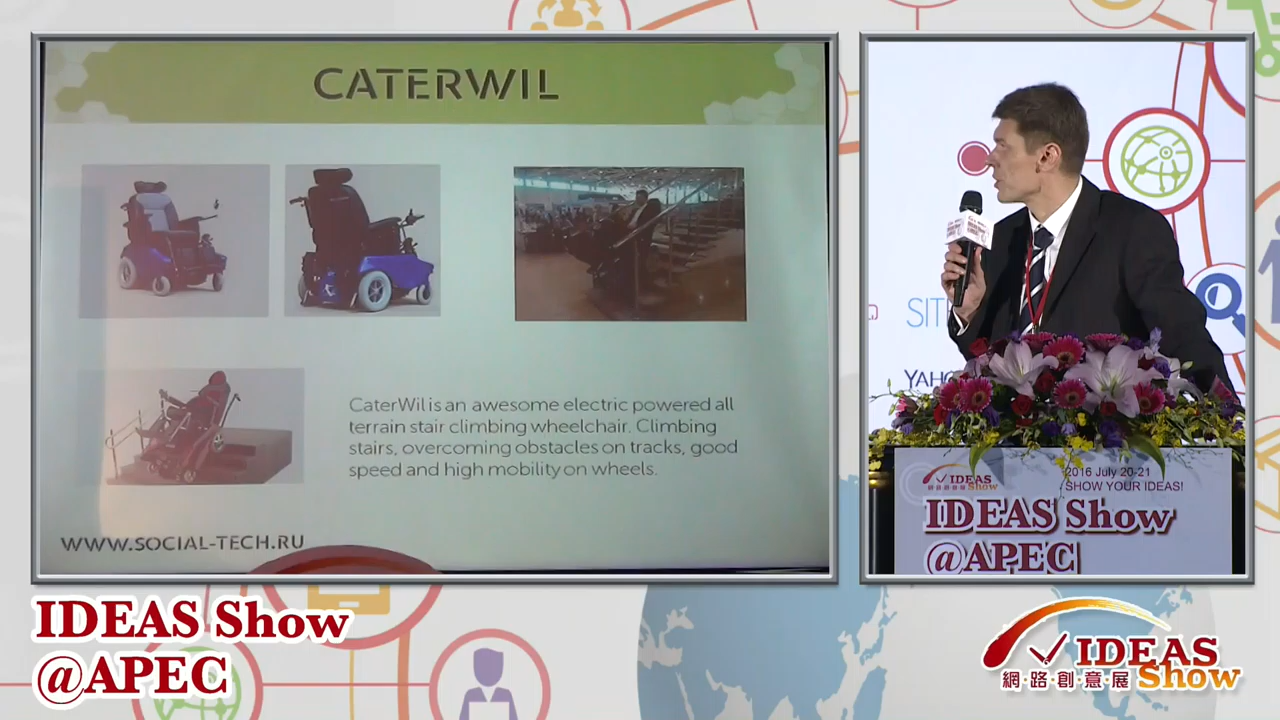 CATERWIL
CaterWil is an awesome electric powered all
terrain stair climbing wheelchair. Climbing
stairs, overcoming obstacles on tracks, good
speed and high mobility on wheels.
WWW.SOCIAL-TECH.RU
SIT
YAHO
IDEAS
Show
2016 July 20-21
SHOW YOUR IDEAS!
IDEAS Show
@APEC
IDEAS Show
@APEC
IDEAS
網·路·創·意·展 Show